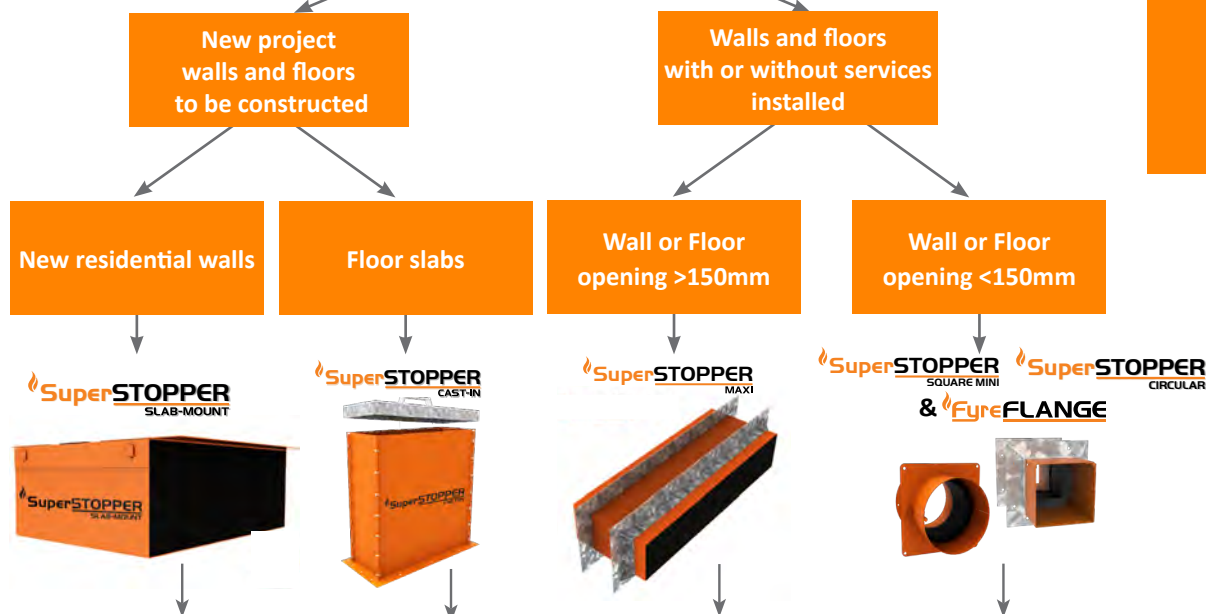 New project
walls and floors
to be constructed
Walls and floors
with or without services
installed
New residential walls
Floor slabs
Wall or Floor
opening >150mm
Wall or Floor
opening <150mm
SuperSTOPPER
SLAB-MOUNT
SuperSTOPPER
CAST-IN
SuperSTOPPER
MAXI
SuperSTOPPER
SQUARE MINI
SuperSTOPPER
CIRCULAR
& FyreFLANGE
SuperSTOPPER
SLAB-MOUNT
SuperSTOPPER